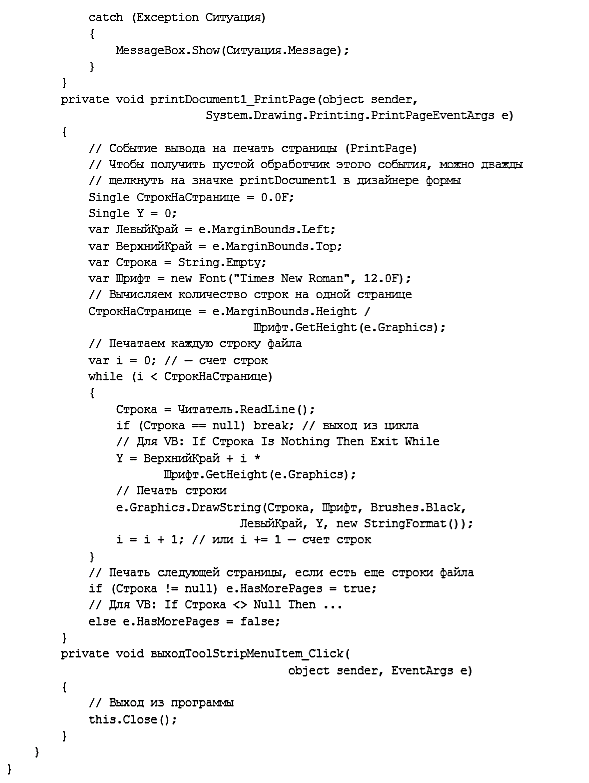 catch (Exception Ситуация)
{
MessageBox.Show(Ситуация.Message);
}
}
private void printDocument1_PrintPage(object sender,
System.Drawing.Printing.PrintPageEventArgs e)
{
// Событие вывода на печать страницы (PrintPage)
// Чтобы получить пустой обработчик этого события, можно дважды
// щелкнуть на значке printDocument1 в дизайнере формы
Single СтрокНаСтранице = 0.0F;
Single Y = 0;
var ЛевыйКрай = e.MarginBounds.Left;
var ВерхнийКрай = e.MarginBounds.Top;
var Строка = String.Empty;
var Шрифт = new Font("Times New Roman", 12.0F);
// Вычисляем количество строк на одной странице
СтрокНаСтранице = e.MarginBounds.Height /
Шрифт.GetHeight(e.Graphics);
// Печатаем каждую строку файла
var i = 0; // — счет строк
while (i < СтрокНаСтранице)
{
Строка = Читатель.ReadLine();
if (Строка == null) break; // выход из цикла
// Для VB: If Строка Is Nothing Then Exit While
Y = ВерхнийКрай + i *
Шрифт.GetHeight(e.Graphics);
// Печать строки
e.Graphics.DrawString(Строка, Шрифт, Brushes.Black,
ЛевыйКрай, Y, new StringFormat());
i = i + 1; // или i += 1 — счет строк
}
// Печать следующей страницы, если есть еще строки файла
if (Строка != null) e.HasMorePages = true;
// Для VB: If Строка <> Null Then ...
else e.HasMorePages = false;
}
private void выходToolStripMenuItem_Click(
object sender, EventArgs e)
{
// Выход из программы
this.Close();
}
}
}